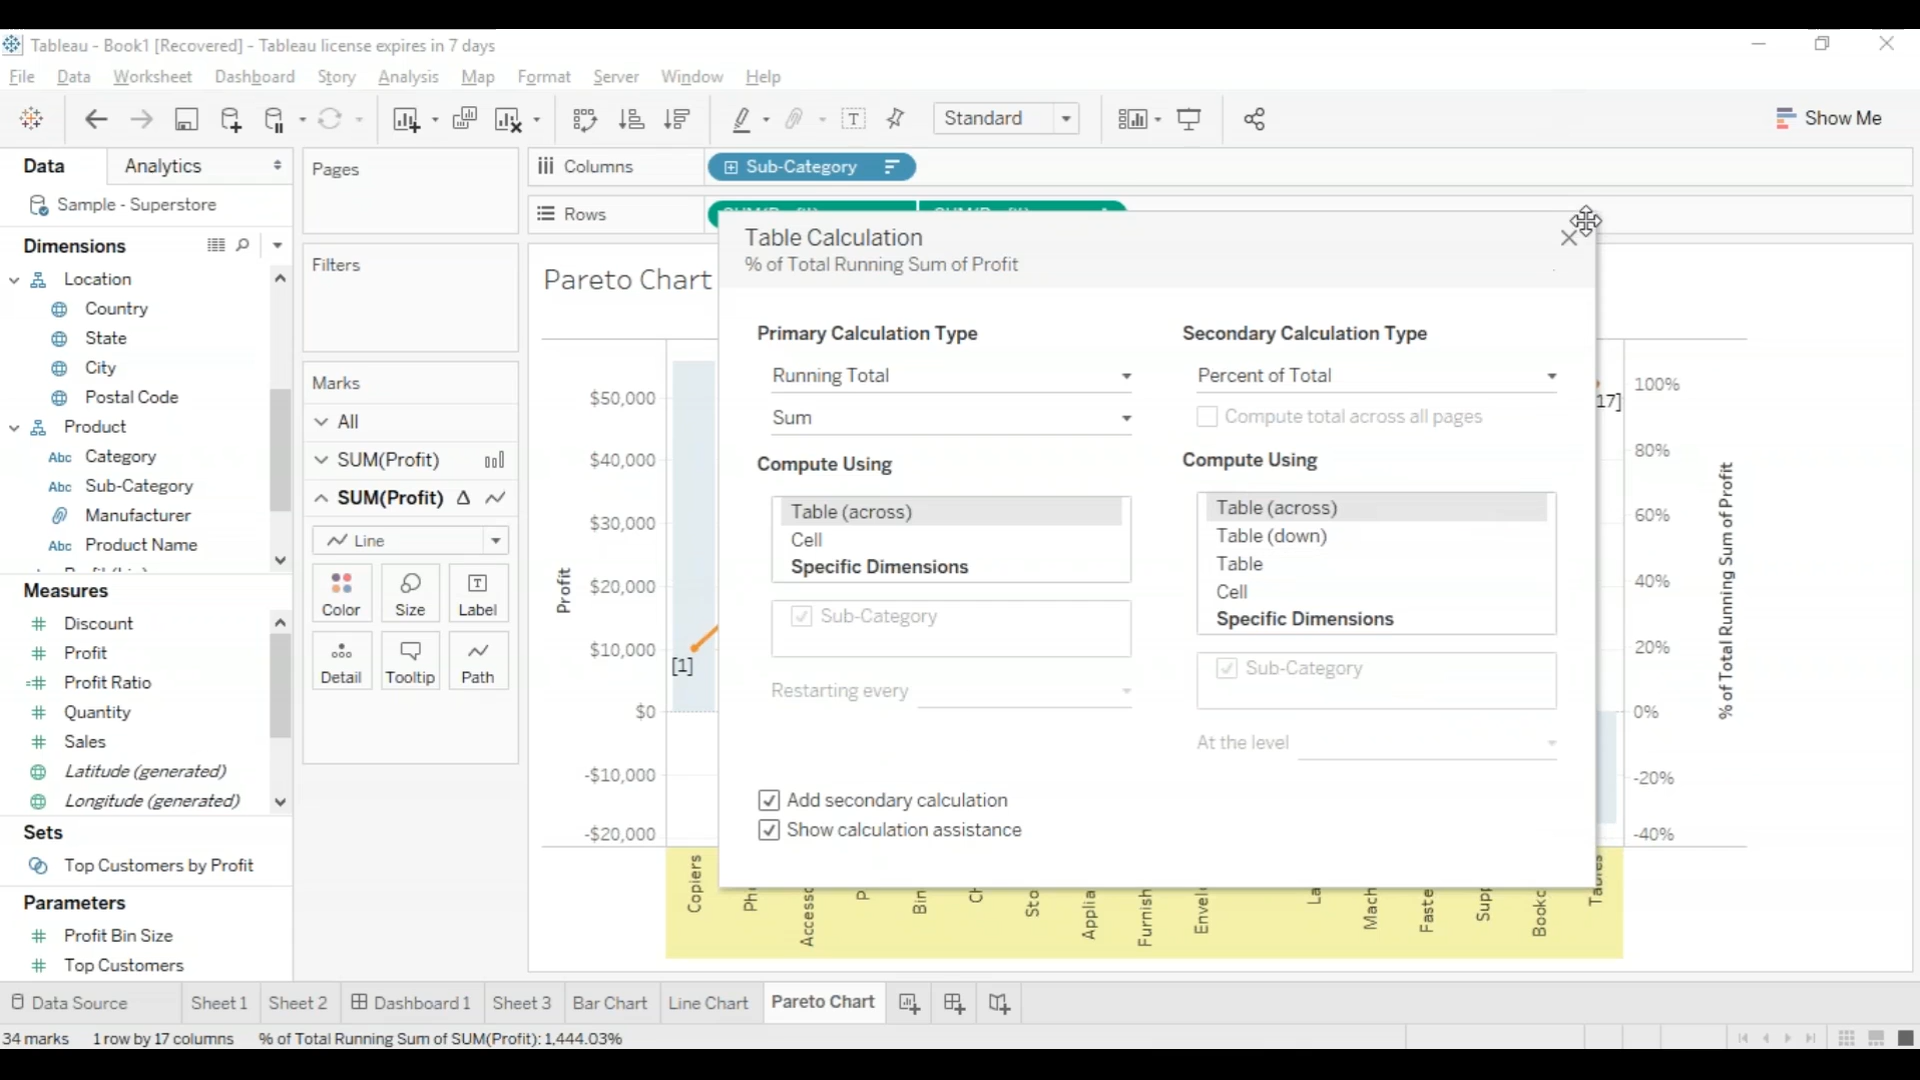 Tableau - Book1 [Recovered] - Tableau license expires in 7 days
File Data Worksheet Dashboard Story Analysis Map Format Server Window Help
Standard
Show Me
Data Analytics
Sample - Superstore
Dimensions
Location
Country
State
City
Postal Code
Product
Abc Category
Abc Sub-Category
Manufacturer
Abc Product Name
Measures
Discount
Profit
Profit Ratio
Quantity
Sales
Latitude (generated)
Longitude (generated)
Sets
Top Customers by Profit
Parameters
Profit Bin Size
Top Customers
Pages
Filters
Marks
All
SUM(Profit)
SUM(Profit)
Line
Color Size Label
Detail Tooltip Path
Columns Sub-Category
Rows
Pareto Chart
Table Calculation
% of Total Running Sum of Profit
Primary Calculation Type
Running Total
Sum
Compute Using
Table (across)
Cell
Specific Dimensions
Sub-Category
Restarting every
Secondary Calculation Type
Percent of Total
Compute total across all pages
Compute Using
Table (across)
Table (down)
Table
Cell
Specific Dimensions
Sub-Category
At the level
Add secondary calculation
Show calculation assistance
Profit
$50,000
$40,000
$30,000
$20,000
$10,000
$0
-$10,000
-$20,000
[1]
17]
100%
80%
60%
40%
20%
0%
-20%
-40%
% of Total Running Sum of Profit
Copiers
Tables
Data Source Sheet 1 Sheet 2 Dashboard 1 Sheet 3 Bar Chart Line Chart Pareto Chart
34 marks 1 row by 17 columns % of Total Running Sum of SUM(Profit): 1,444.03%